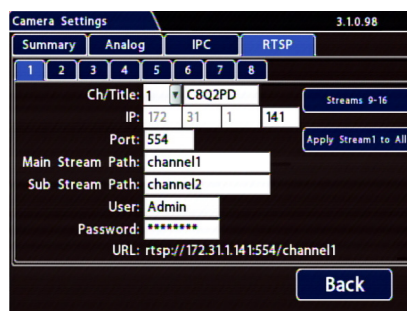 Camera Settings 3.1.0.98
Summary Analog IPC RTSP
1 2 3 4 5 6 7 8
Ch/Title: 1 C8Q2PD Streams 9-16
IP: 172 31 1 141
Port: 554 Apply Stream1 to All
Main Stream Path: channel1
Sub Stream Path: channel2
User: Admin
Password: ********
URL: rtsp://172.31.1.141:554/channel1
Back